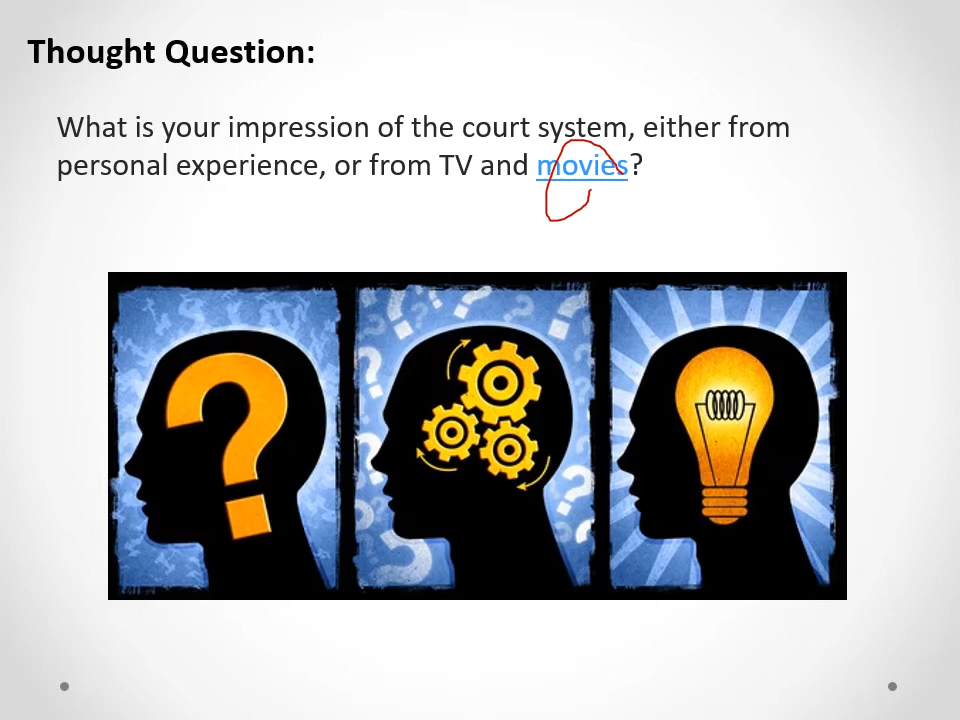 Thought Question:
What is your impression of the court system, either from
personal experience, or from TV and movies?